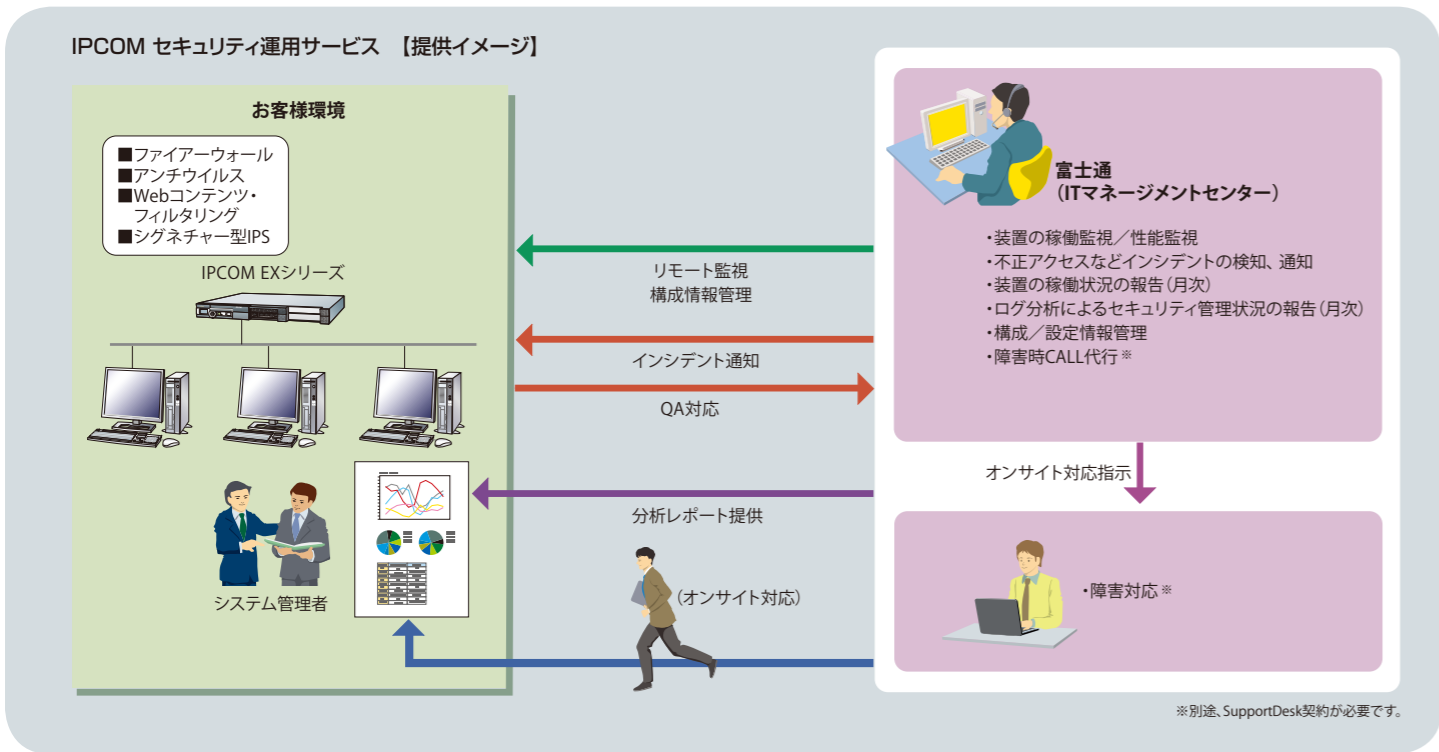 IPCOM セキュリティ運用サービス 【提供イメージ】
お客様環境
■ファイアーウォール
■アンチウイルス
■Webコンテンツ・
フィルタリング
■シグネチャー型IPS
IPCOM EXシリーズ
システム管理者
リモート監視
構成情報管理
インシデント通知
QA対応
分析レポート提供
(オンサイト対応)
富士通
(ITマネージメントセンター)
・装置の稼働監視/性能監視
・不正アクセスなどインシデントの検知、通知
・装置の稼働状況の報告(月次)
・ログ分析によるセキュリティ管理状況の報告(月次)
・構成/設定情報管理
・障害時CALL代行※
オンサイト対応指示
・障害対応※
※別途、SupportDesk契約が必要です。